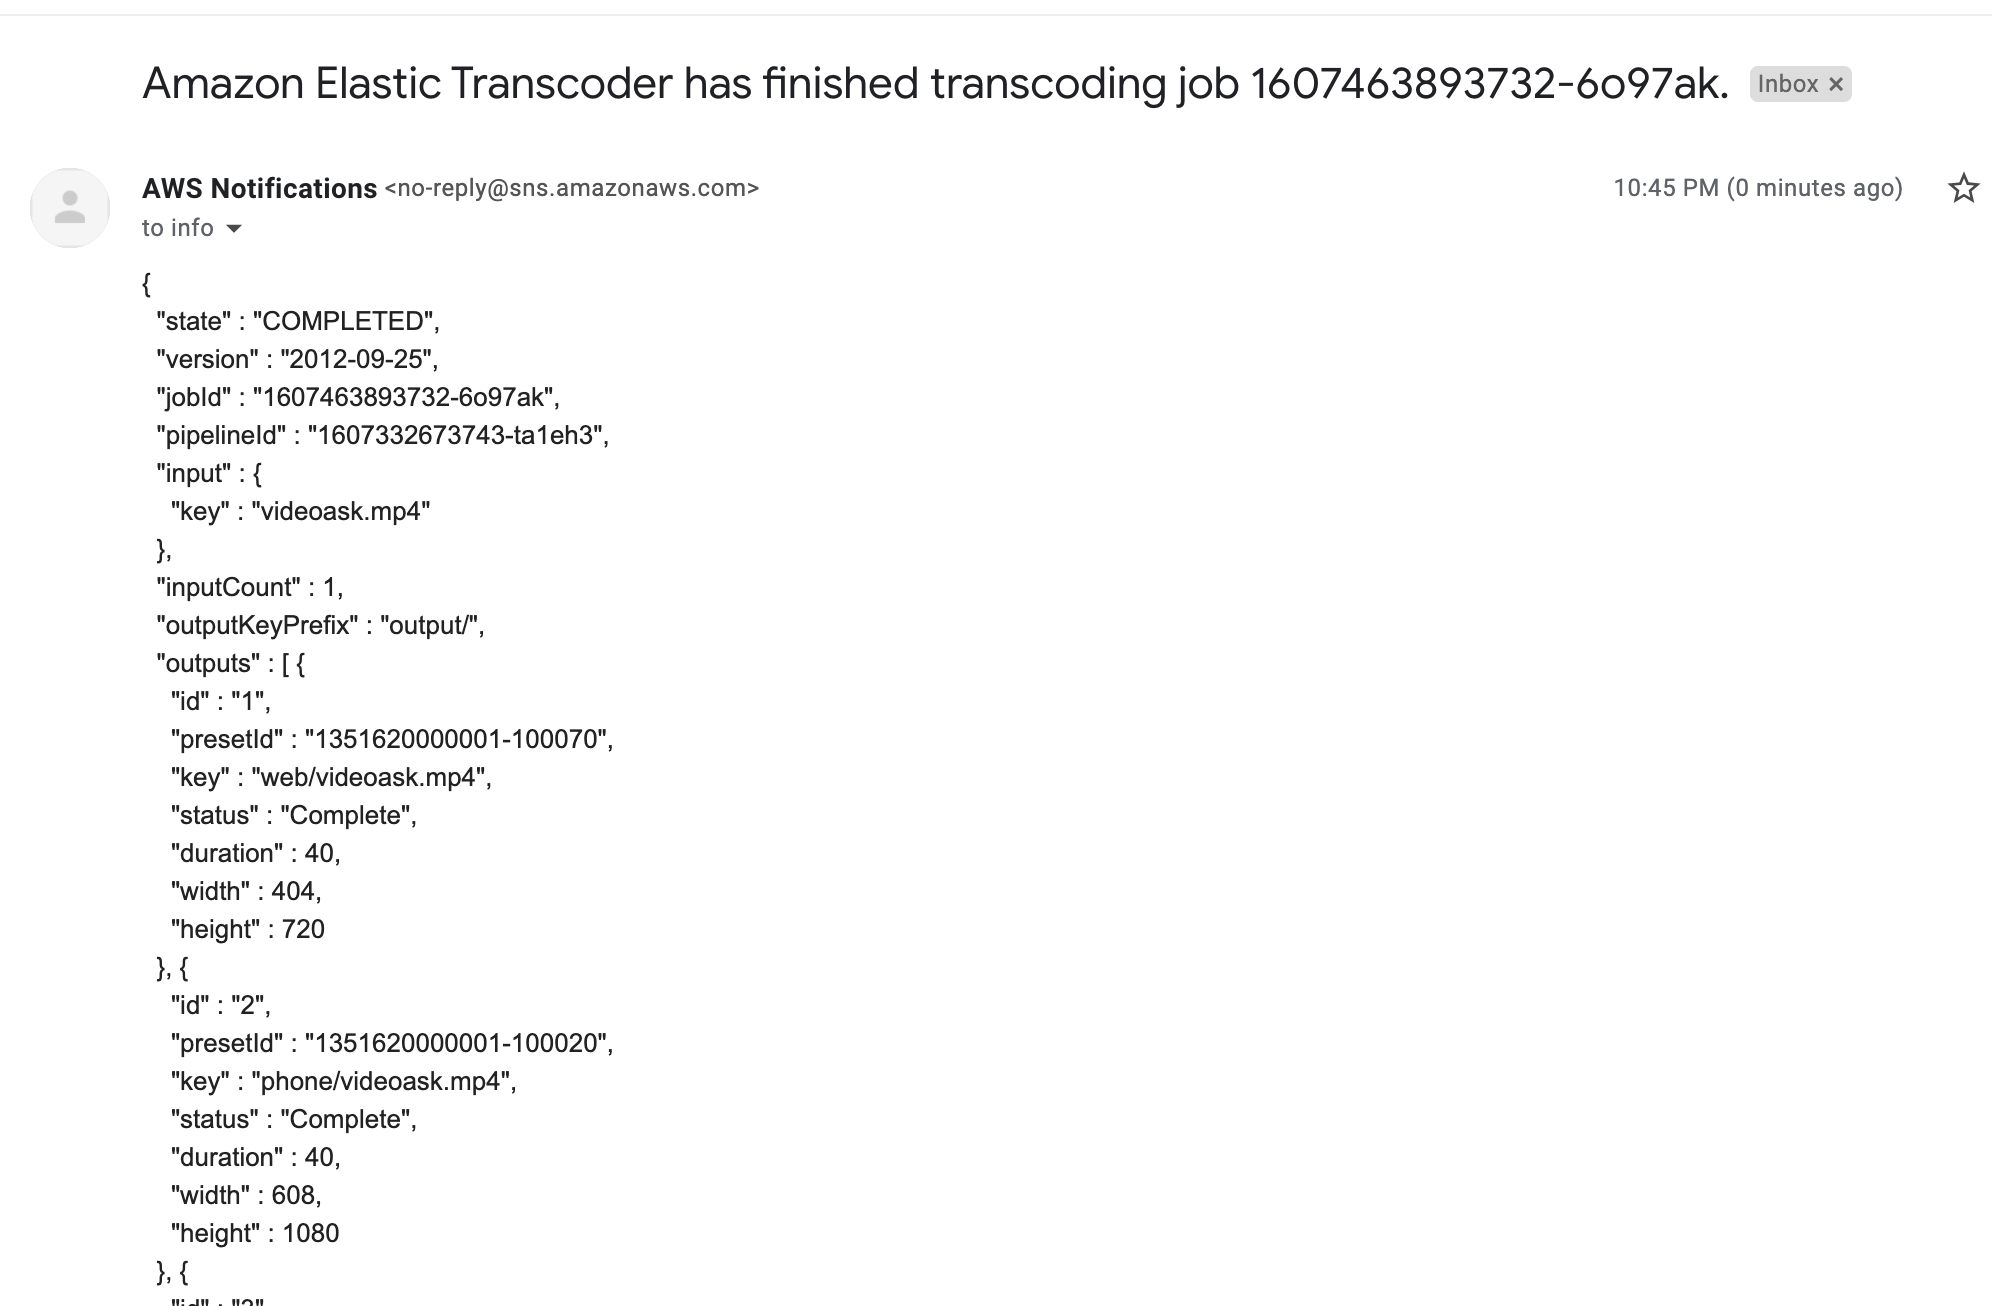 Amazon Elastic Transcoder has finished transcoding job 1607463893732-6o97ak. Inbox ×
AWS Notifications <no-reply@sns.amazonaws.com> 10:45 PM (0 minutes ago)
to info
{
"state" : "COMPLETED",
"version" : "2012-09-25",
"jobId" : "1607463893732-6o97ak",
"pipelineId" : "1607332673743-ta1eh3",
"input" : {
"key" : "videoask.mp4"
},
"inputCount" : 1,
"outputKeyPrefix" : "output/",
"outputs" : [ {
"id" : "1",
"presetId" : "1351620000001-100070",
"key" : "web/videoask.mp4",
"status" : "Complete",
"duration" : 40,
"width" : 404,
"height" : 720
}, {
"id" : "2",
"presetId" : "1351620000001-100020",
"key" : "phone/videoask.mp4",
"status" : "Complete",
"duration" : 40,
"width" : 608,
"height" : 1080
}, {
"id" : "3"